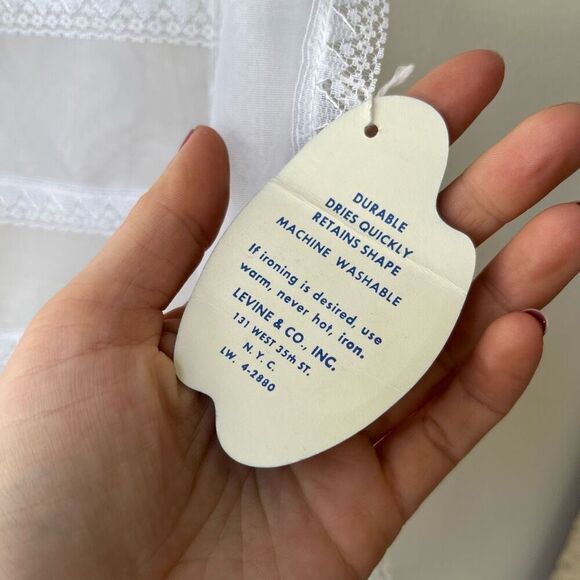 DURABLE
DRIES QUICKLY
RETAINS SHAPE
MACHINE WASHABLE
If ironing is desired, use
warm, never hot, iron.
LEVINE & CO., INC.
131 WEST 35th ST.
N. Y. C.
LW. 4-2880